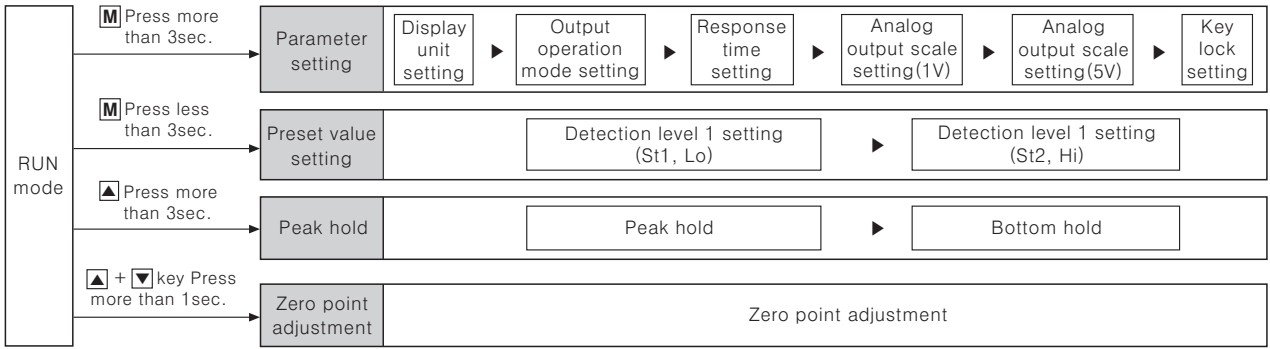 RUN
mode
M Press more
than 3sec.
Parameter
setting
Display
unit
setting
Output
operation
mode setting
Response
time
setting
Analog
output scale
setting(1V)
Analog
output scale
setting(5V)
Key
lock
setting
M Press less
than 3sec.
Preset value
setting
Detection level 1 setting
(St1, Lo)
Detection level 1 setting
(St2, Hi)
▲ Press more
than 3sec.
Peak hold
Peak hold
Bottom hold
▲ + ▼ key Press
more than 1sec.
Zero point
adjustment
Zero point adjustment